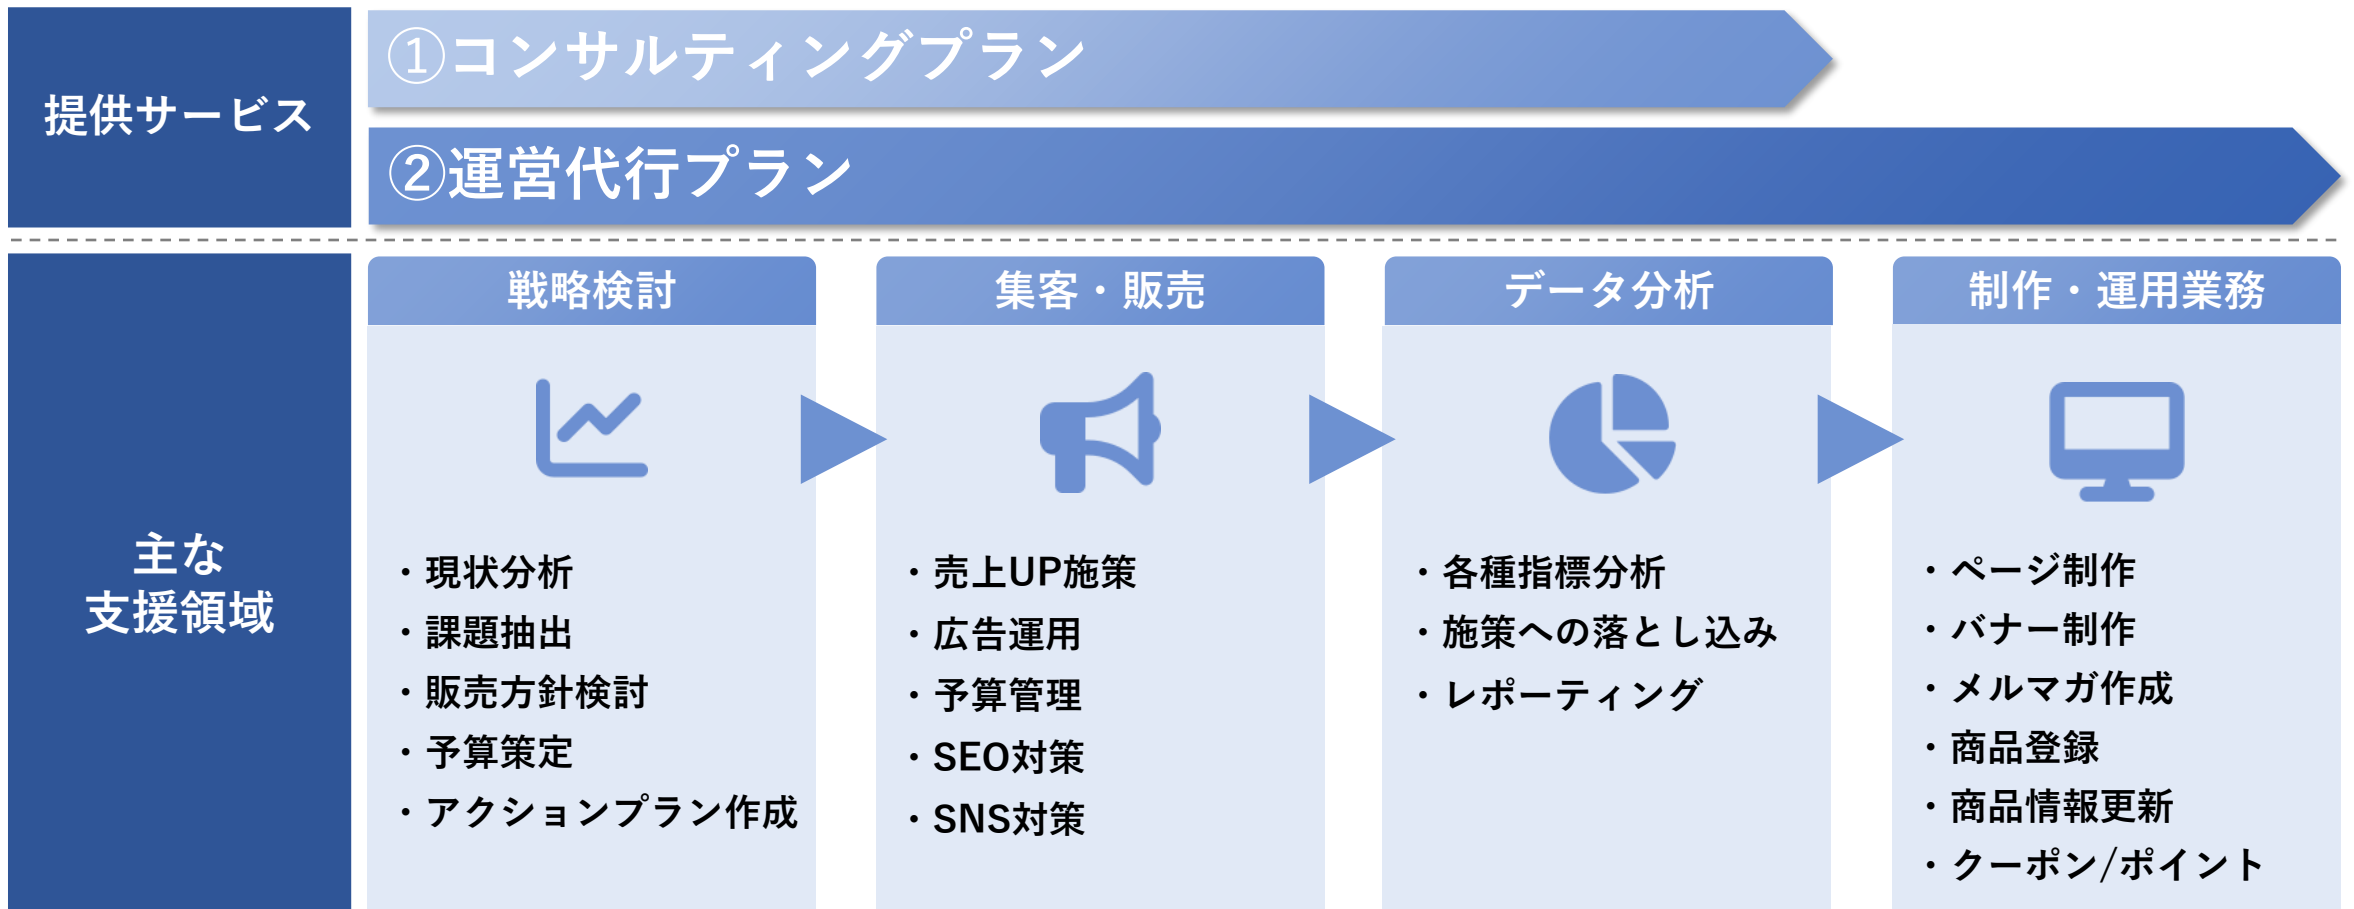 提供サービス
①コンサルティングプラン
②運営代行プラン
主な
支援領域
戦略検討
・現状分析
・課題抽出
・販売方針検討
・予算策定
・アクションプラン作成
集客・販売
・売上UP施策
・広告運用
・予算管理
・SEO対策
・SNS対策
データ分析
・各種指標分析
・施策への落とし込み
・レポーティング
制作・運用業務
・ページ制作
・バナー制作
・メルマガ作成
・商品登録
・商品情報更新
・クーポン/ポイント